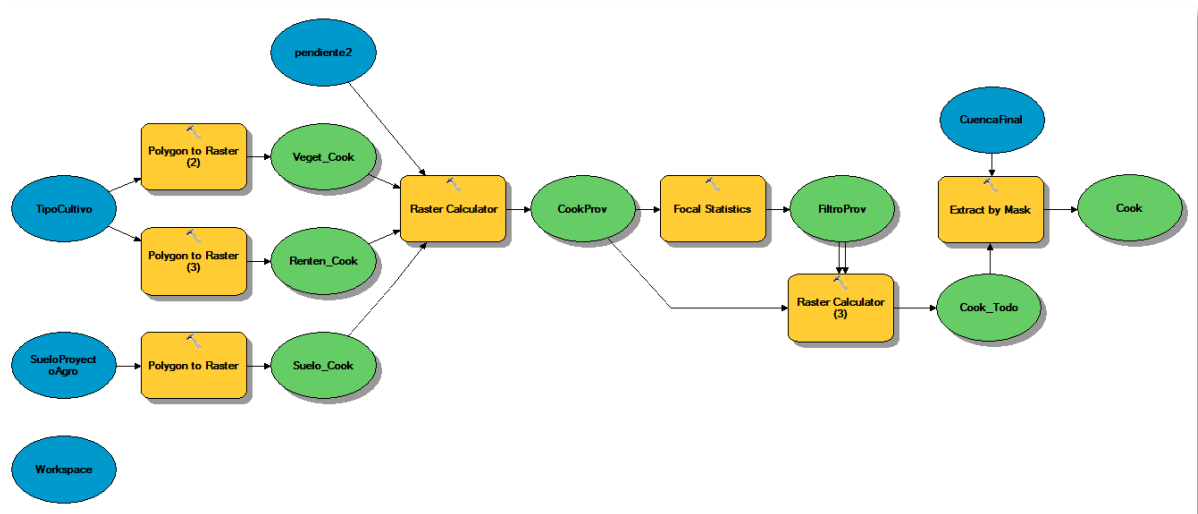 pendiente2
CuencaFinal
Polygon to Raster
(2)
Veget_Cook
TipoCultivo
Raster Calculator
CookProv
Focal Statistics
FiltroProv
Extract by Mask
Cook
Polygon to Raster
(3)
Renten_Cook
Raster Calculator
(3)
Cook_Todo
SueloProyect
oAgro
Polygon to Raster
Suelo_Cook
Workspace